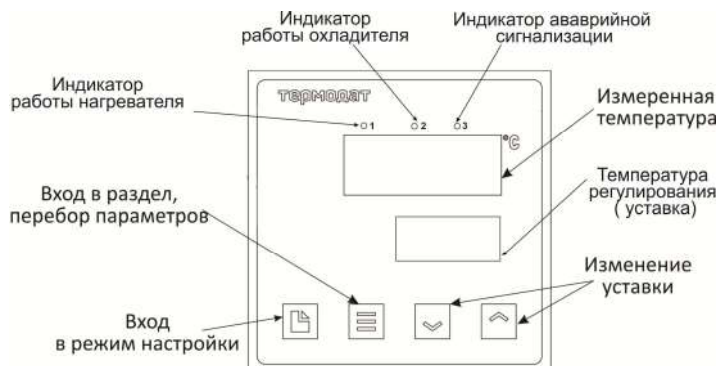 Индикатор
работы охладителя
Индикатор ававрийной
сигнализации
Индикатор
работы нагревателя
термодат
1 2 3
°C
Измеренная
температура
Вход в раздел,
перебор параметров
Температура
регулирования
( уставка)
Изменение
уставки
Вход
в режим настройки